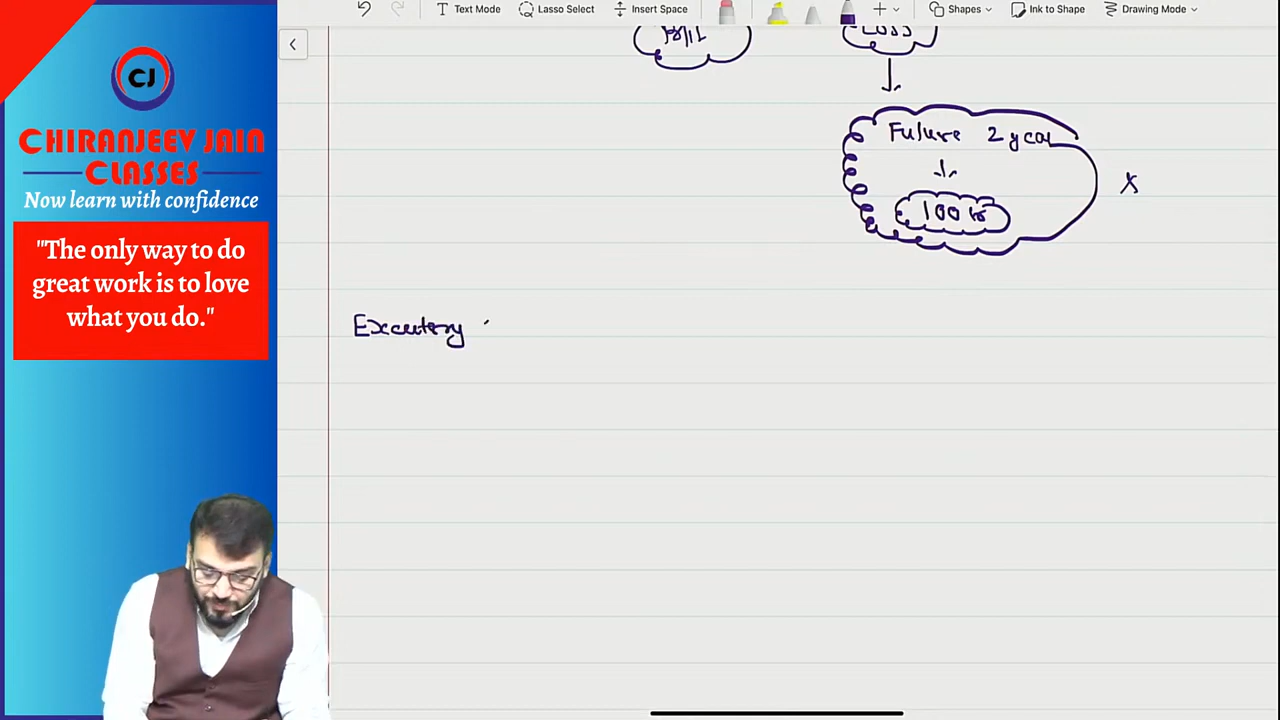 Text Mode Lasso Select Insert Space Shapes Ink to Shape Drawing Mode
CJ
CHIRANJEEV JAIN
CLASSES
Now learn with confidence
"The only way to do
great work is to love
what you do."
Loss
Future 2 year
100 
X
Executery